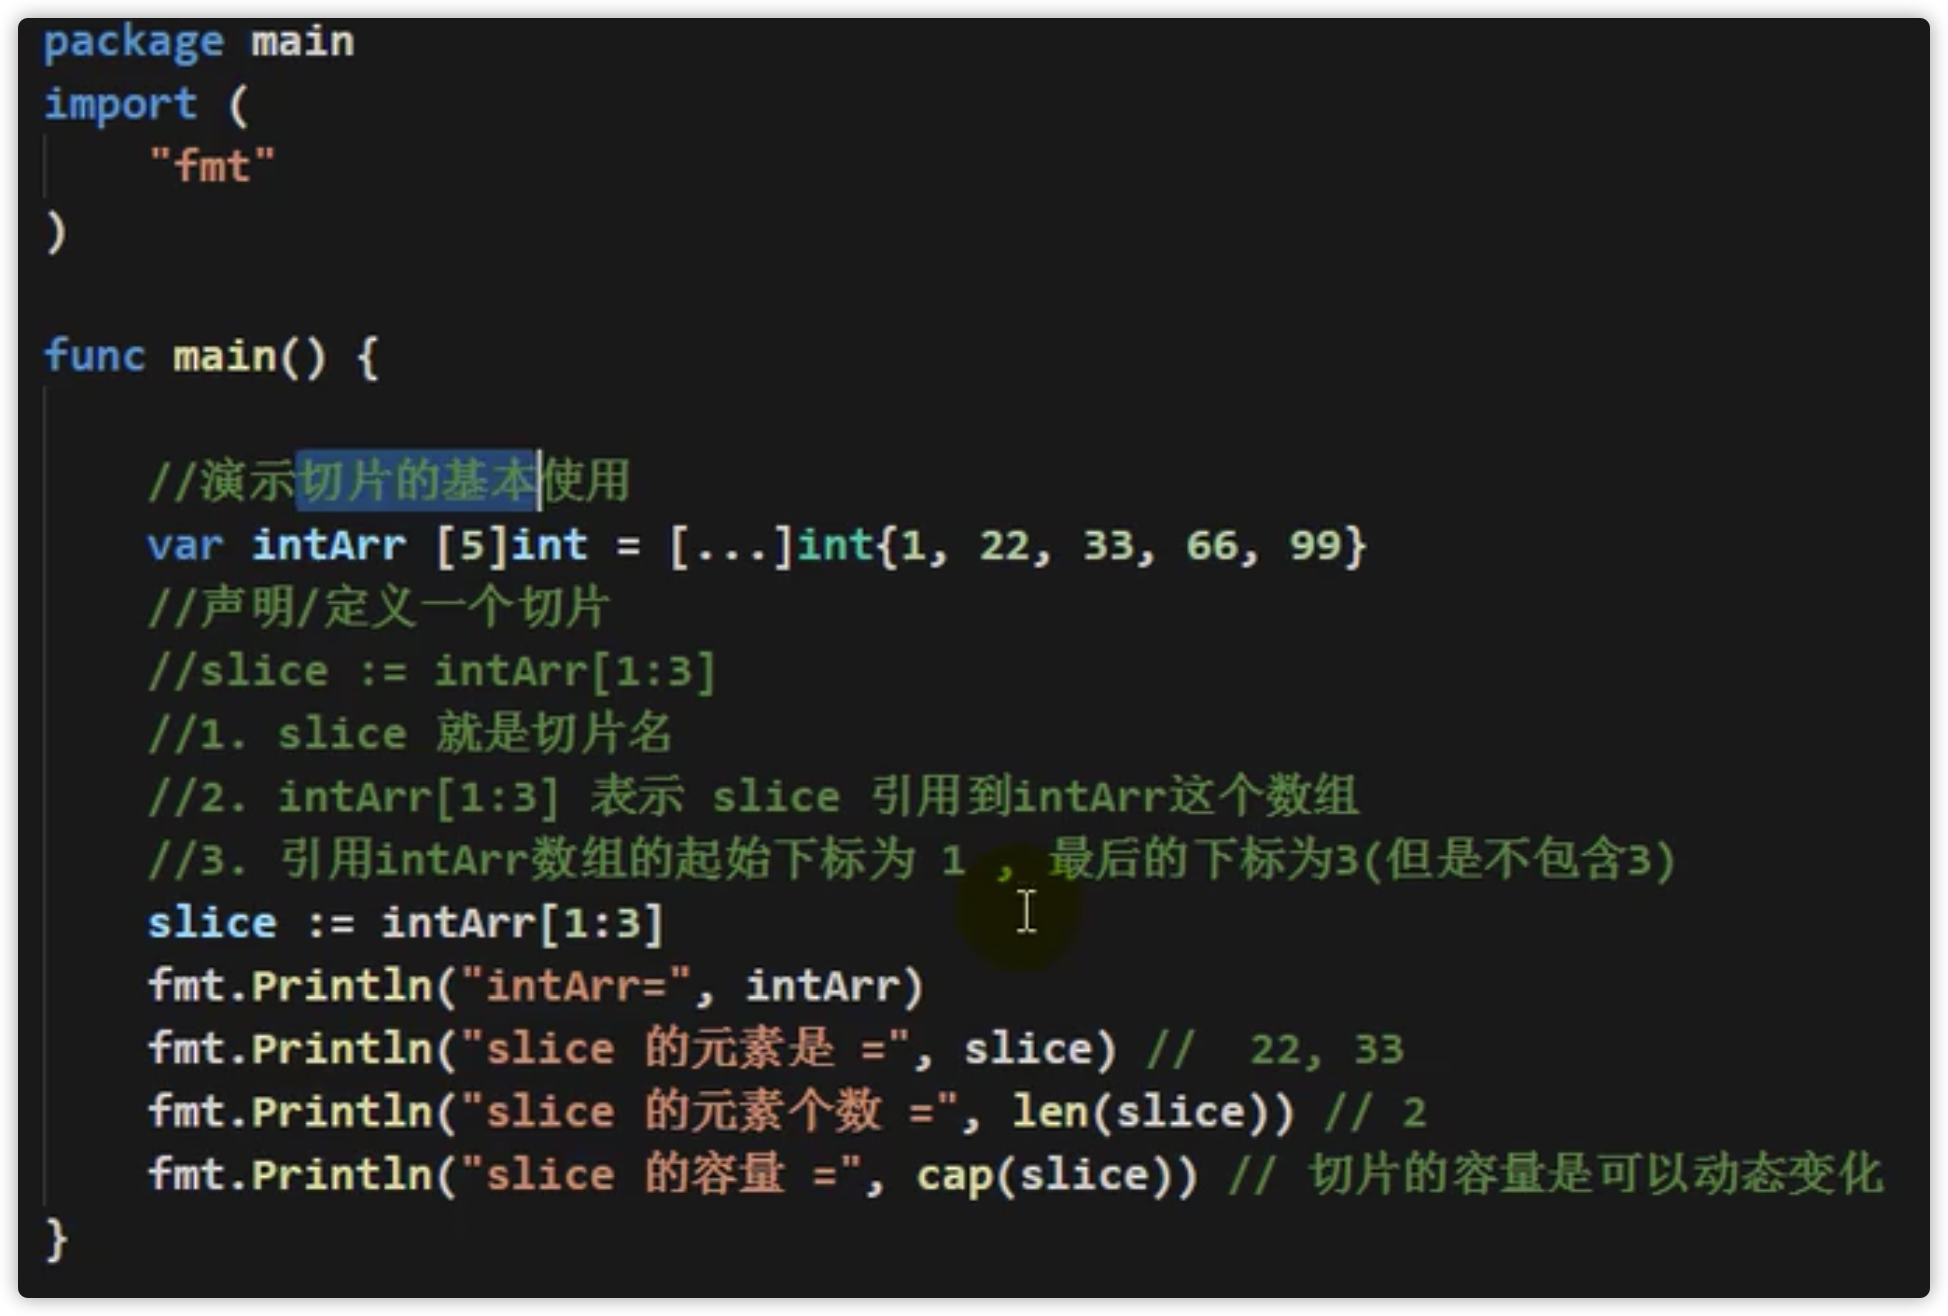 package main
import (
    "fmt"
)
func main() {
    //演示切片的基本使用
    var intArr [5]int = [...]int{1, 22, 33, 66, 99}
    //声明/定义一个切片
    //slice := intArr[1:3]
    //1. slice 就是切片名
    //2. intArr[1:3] 表示 slice 引用到intArr这个数组
    //3. 引用intArr数组的起始下标为 1 , 最后的下标为3(但是不包含3)
    slice := intArr[1:3]
    fmt.Println("intArr=", intArr)
    fmt.Println("slice 的元素是 =", slice) //  22, 33
    fmt.Println("slice 的元素个数 =", len(slice)) // 2
    fmt.Println("slice 的容量 =", cap(slice)) // 切片的容量是可以动态变化
}